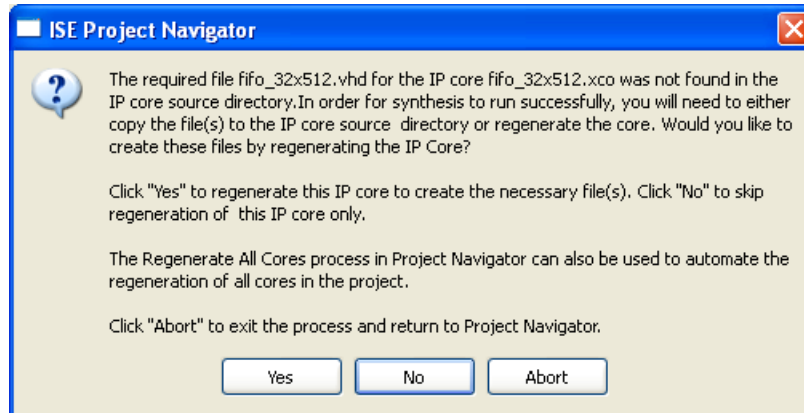 ISE Project Navigator
The required file fifo_32x512.vhd for the IP core fifo_32x512.xco was not found in the
IP core source directory.In order for synthesis to run successfully, you will need to either
copy the file(s) to the IP core source  directory or regenerate the core. Would you like to
create these files by regenerating the IP Core?
Click "Yes" to regenerate this IP core to create the necessary file(s). Click "No" to skip
regeneration of  this IP core only.
The Regenerate All Cores process in Project Navigator can also be used to automate the
regeneration of all cores in the project.
Click "Abort" to exit the process and return to Project Navigator.
Yes No Abort